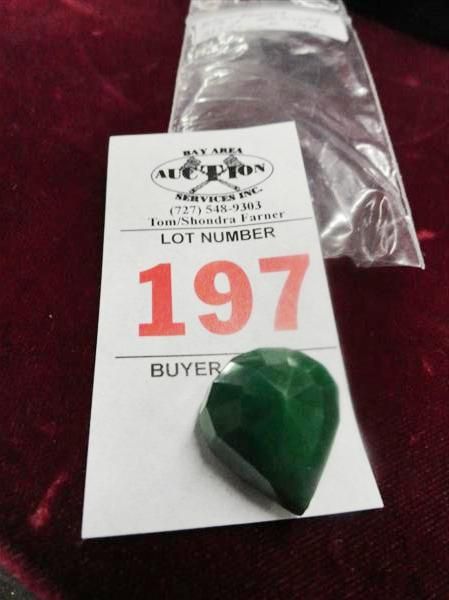 BAY AREA
AUCTION
SERVICES INC.
(727) 548-9303
Tom/Shondra Farner
LOT NUMBER
197
BUYER